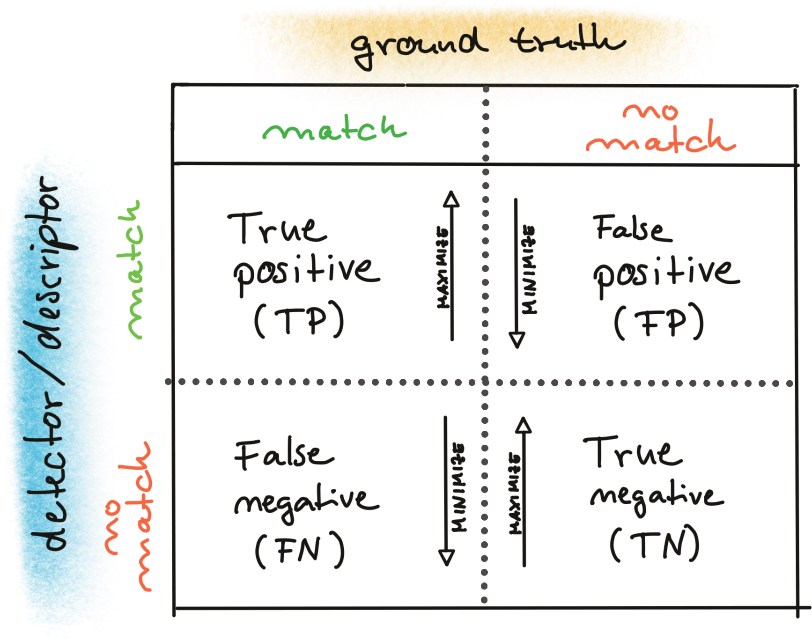 ground truth
match
no
match
detector/descriptor
match
True
positive
(TP)
MAXIMIZE
MINIMIZE
False
positive
(FP)
no
match
False
negative
(FN)
MINIMIZE
MAXIMIZE
True
negative
(TN)